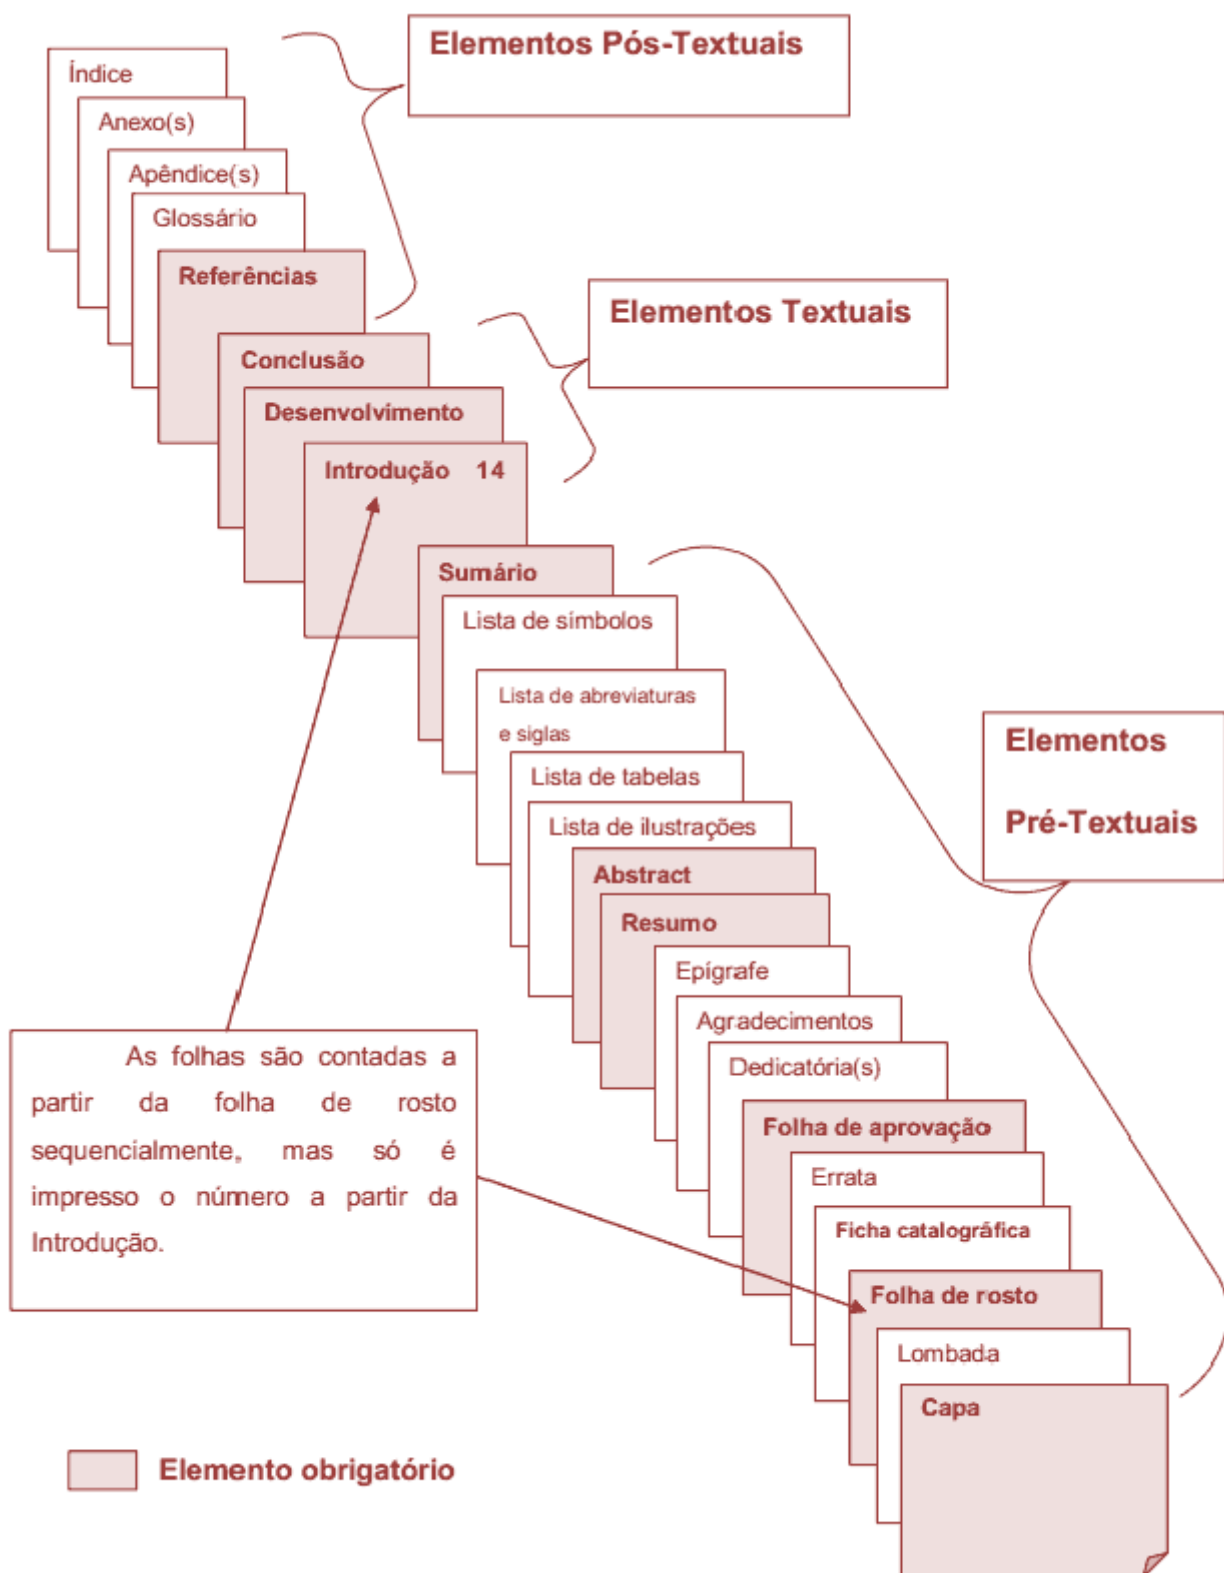 Elementos Pós-Textuais
Índice
Anexo(s)
Apêndice(s)
Glossário
Referências
Elementos Textuais
Conclusão
Desenvolvimento
Introdução 14
Sumário
Lista de símbolos
Lista de abreviaturas
e siglas
Lista de tabelas
Lista de ilustrações
Abstract
Resumo
Epígrafe
Agradecimentos
Dedicatória(s)
Folha de aprovação
Errata
Ficha catalográfica
Folha de rosto
Lombada
Capa
Elementos
Pré-Textuais
As folhas são contadas a
partir da folha de rosto
sequencialmente, mas só é
impresso o número a partir da
Introdução.
Elemento obrigatório